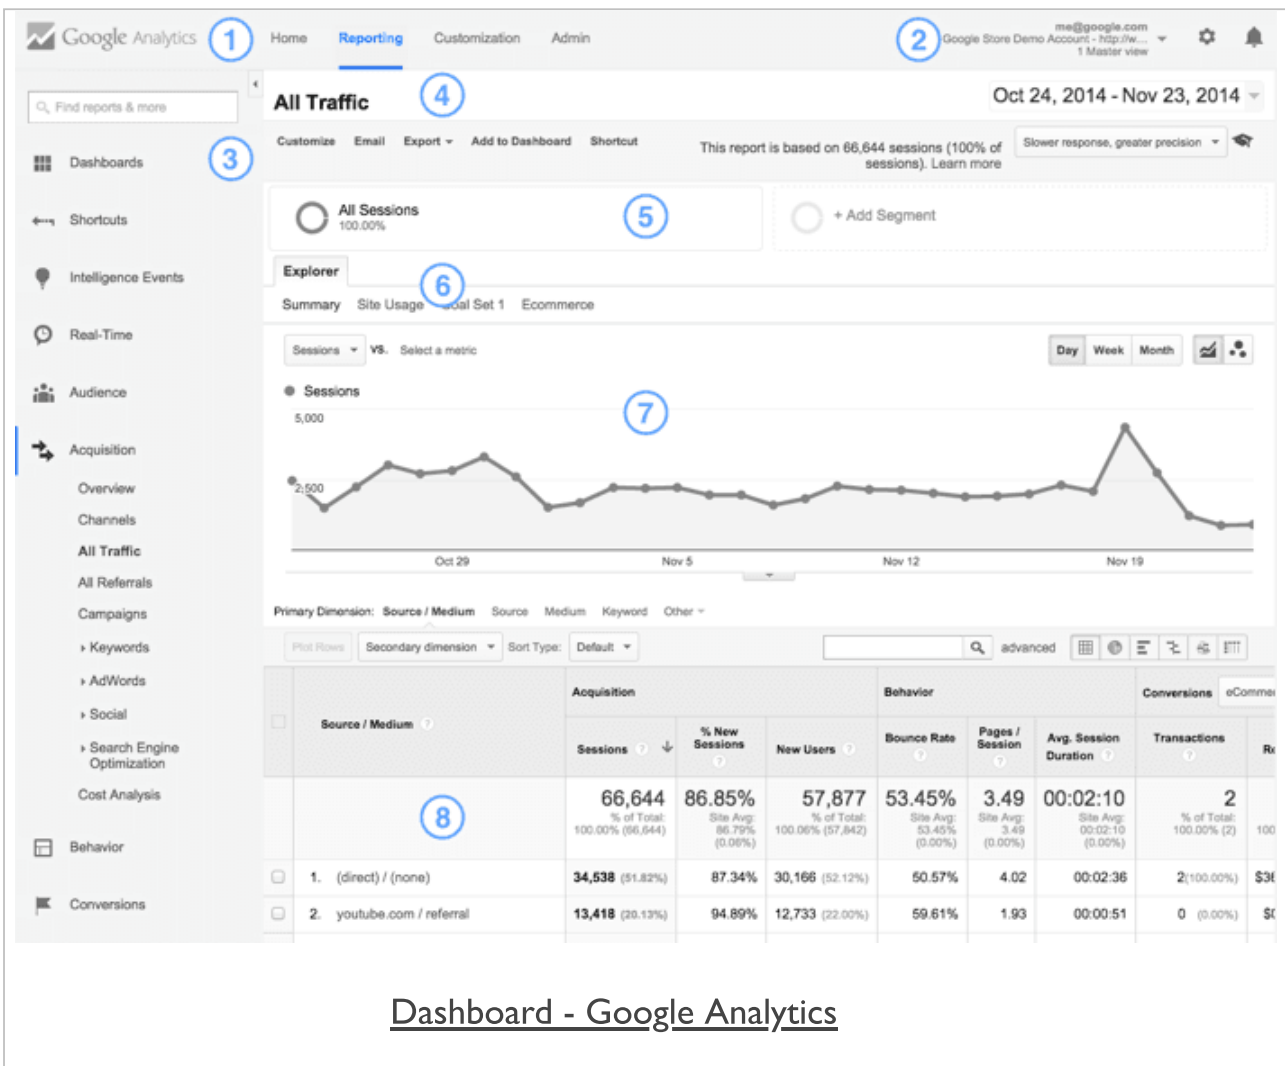 Google Analytics
1
Home Reporting Customization Admin
2
me@google.com
Google Store Demo Account - http://w...
1 Master view
Find reports & more
3
Dashboards
Shortcuts
Intelligence Events
Real-Time
Audience
Acquisition
Overview
Channels
All Traffic
All Referrals
Campaigns
Keywords
AdWords
Social
Search Engine
Optimization
Cost Analysis
Behavior
Conversions
All Traffic
4
Oct 24, 2014 - Nov 23, 2014
Customize Email Export Add to Dashboard Shortcut
This report is based on 66,644 sessions (100% of
sessions). Learn more
Slower response, greater precision
All Sessions
100.00%
5
+ Add Segment
Explorer
6
Summary Site Usage oal Set 1 Ecommerce
Sessions VS. Select a metric
Day Week Month
Sessions
7
5,000
2,500
Oct 29 Nov 5 Nov 12 Nov 19
Primary Dimension: Source / Medium Source Medium Keyword Other
Plot Rows Secondary dimension Sort Type: Default advanced
Acquisition Behavior Conversions eCommer
Source / Medium ? Sessions ? % New Sessions ? New Users ? Bounce Rate ? Pages / Session ? Avg. Session Duration ? Transactions ? Re
8
66,644 86.85% 57,877 53.45% 3.49 00:02:10 2
% of Total: Site Avg: % of Total: Site Avg: Site Avg: Site Avg: % of Total:
100.00% (66,644) 86.79% 100.06% (57,842) 53.45% 3.49 00:02:10 100.00% (2) 100
(0.06%) (0.00%) (0.00%) (0.00%)
1. (direct) / (none) 34,538 (51.82%) 87.34% 30,166 (52.12%) 50.57% 4.02 00:02:36 2(100.00%) $36
2. youtube.com / referral 13,418 (20.13%) 94.89% 12,733 (22.00%) 59.61% 1.93 00:00:51 0 (0.00%) $0
Dashboard - Google Analytics